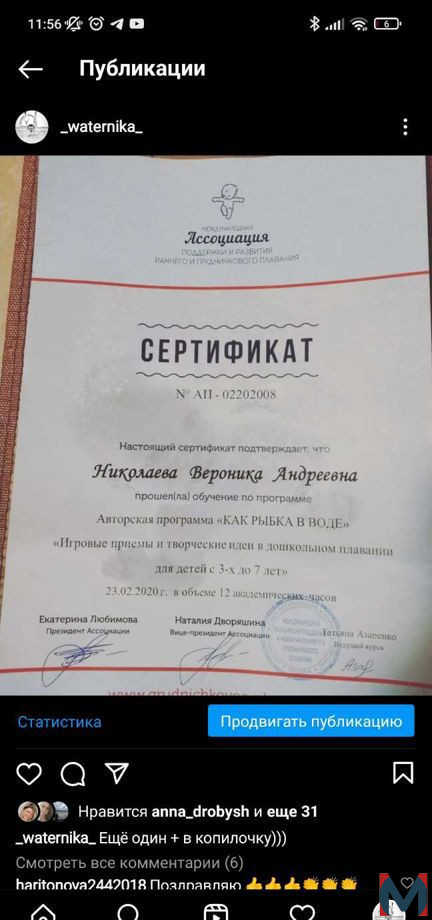 11:56
6
Публикации
_waternika_
МЕЖДУНАРОДНАЯ
Ассоциация
ПОДДЕРЖКИ И РАЗВИТИЯ
РАННЕГО И ГРУДНИЧКОВОГО ПЛАВАНИЯ
СЕРТИФИКАТ
N° АП - 02202008
Настоящий сертификат подтверждает, что
Николаева Вероника Андреевна
прошел(ла) обучение по программе
Авторская программа «КАК РЫБКА В ВОДЕ»
«Игровые приемы и творческие идеи в дошкольном плавании
для детей с 3-х до 7 лет»
23.02.2020 г. в объеме 12 академических часов
Екатерина Любимова
Президент Ассоциации
Наталия Дворяшина
Вице-президент Ассоциации
Татьяна Азаренко
Ведущий курса
Статистика
Продвигать публикацию
Нравится anna_drobysh и еще 31
_waternika_ Ещё один + в копилочку)))
Смотреть все комментарии (6)
haritonova2442018 Поздравляю 👍👍👍👏👏👏
M